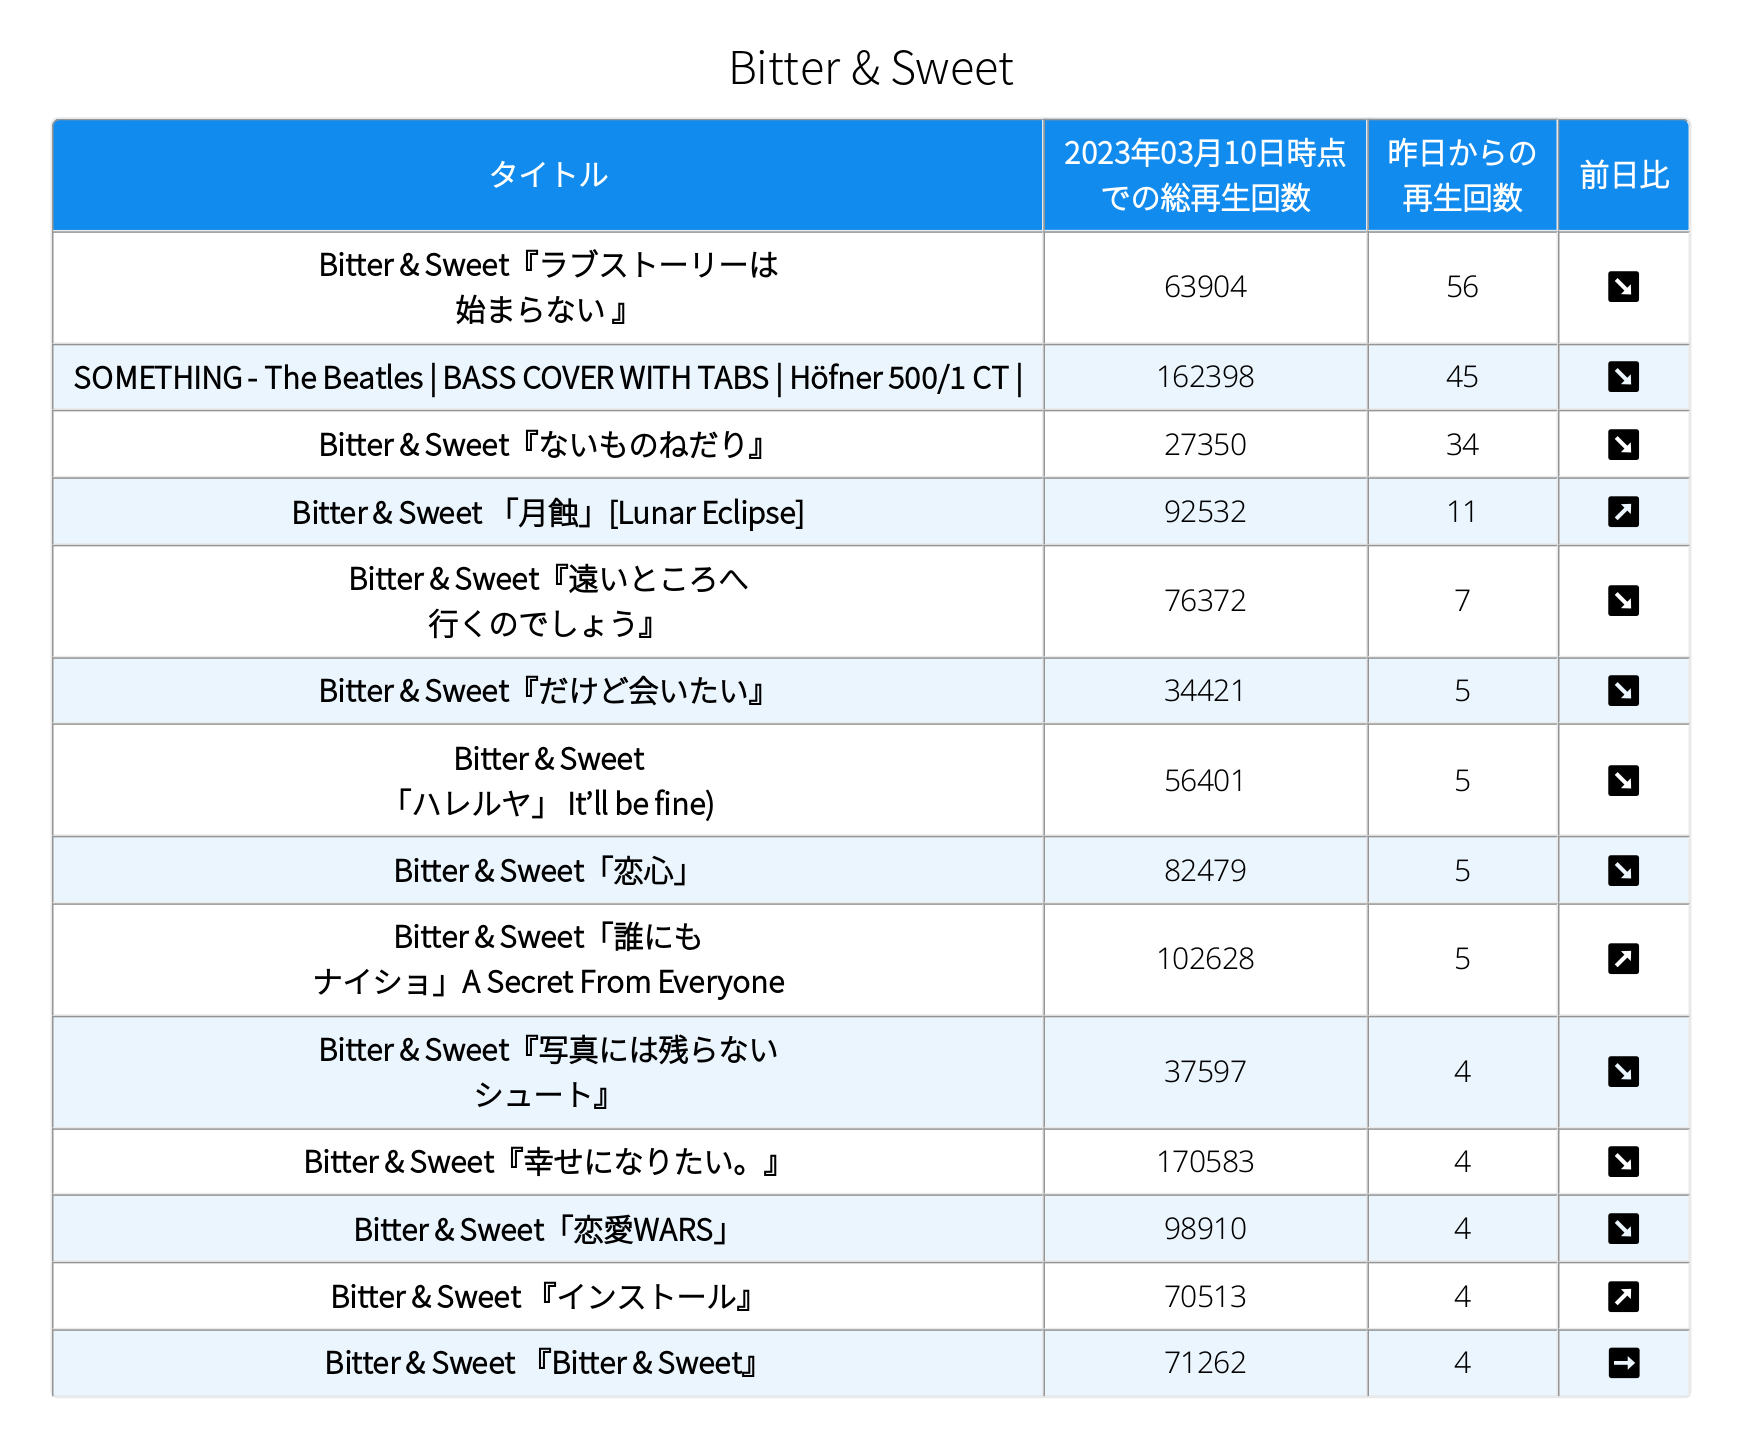 Bitter & Sweet
タイトル
2023年03月10日時点
での総再生回数
昨日からの
再生回数
前日比
Bitter & Sweet『ラブストーリーは
始まらない 』
63904
56
↘
SOMETHING - The Beatles | BASS COVER WITH TABS | Höfner 500/1 CT |
162398
45
↘
Bitter & Sweet『ないものねだり』
27350
34
↘
Bitter & Sweet 「月蝕」[Lunar Eclipse]
92532
11
↗
Bitter & Sweet『遠いところへ
行くのでしょう』
76372
7
↘
Bitter & Sweet『だけど会いたい』
34421
5
↘
Bitter & Sweet
「ハレルヤ」 It’ll be fine)
56401
5
↘
Bitter & Sweet「恋心」
82479
5
↘
Bitter & Sweet「誰にも
ナイショ」A Secret From Everyone
102628
5
↗
Bitter & Sweet『写真には残らない
シュート』
37597
4
↘
Bitter & Sweet『幸せになりたい。』
170583
4
↘
Bitter & Sweet「恋愛WARS」
98910
4
↘
Bitter & Sweet 『インストール』
70513
4
↗
Bitter & Sweet 『Bitter & Sweet』
71262
4
→